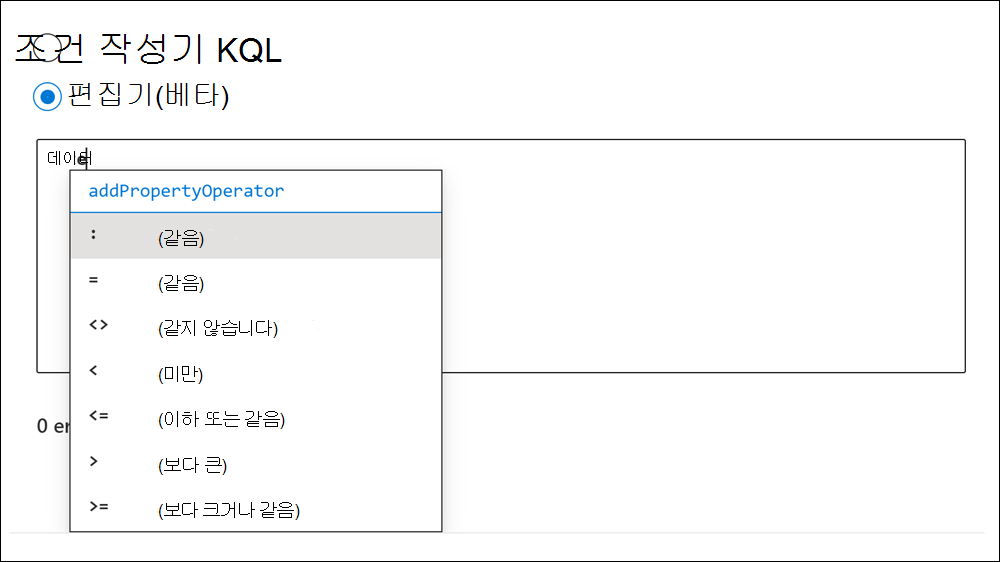 조건 작성기 KQL
편집기(베타)
데이터
addPropertyOperator
: (같음)
= (같음)
<> (같지 않습니다)
< (미만)
<= (이하 또는 같음)
> (보다 큰)
>= (보다 크거나 같음)
0 er